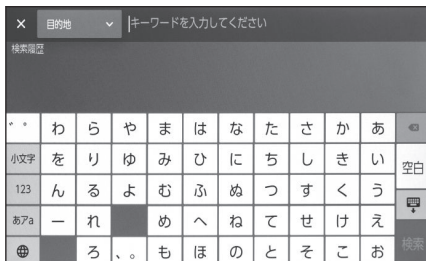 × 目的地 キーワードを入力してください
検索履歴
゛゜ わ ら や ま は な た さ か あ
小文字 を り ゆ み ひ に ち し き い 空白
123 ん る よ む ふ ぬ つ す く う
あアa ー れ め へ ね て せ け え
ろ 、。 も ほ の と そ こ お 検索